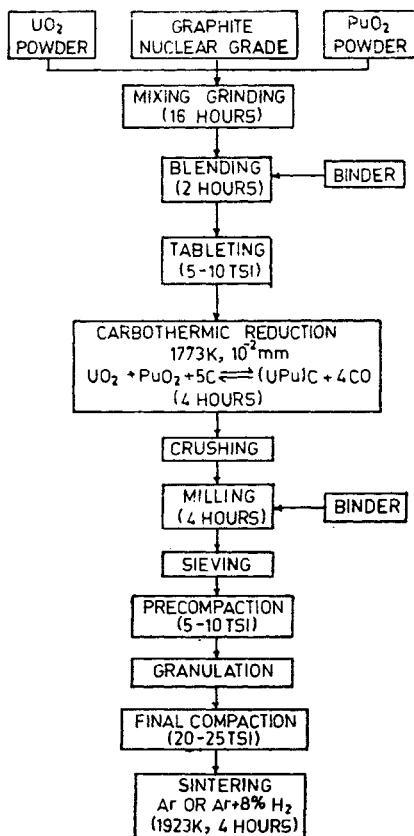 UO₂ POWDER
GRAPHITE NUCLEAR GRADE
PuO₂ POWDER
MIXING GRINDING
(16 HOURS)
BLENDING
(2 HOURS)
BINDER
TABLETING
(5-10 TSI)
CARBOTHERMIC REDUCTION
1773K, 10⁻² mm
UO₂ + PuO₂ + 5C ⇌ (UPu)C + 4CO
(4 HOURS)
CRUSHING
MILLING
(4 HOURS)
BINDER
SIEVING
PRECOMPACTION
(5-10 TSI)
GRANULATION
FINAL COMPACTION
(20-25 TSI)
SINTERING
Ar OR Ar+8% H₂
(1923K, 4 HOURS)